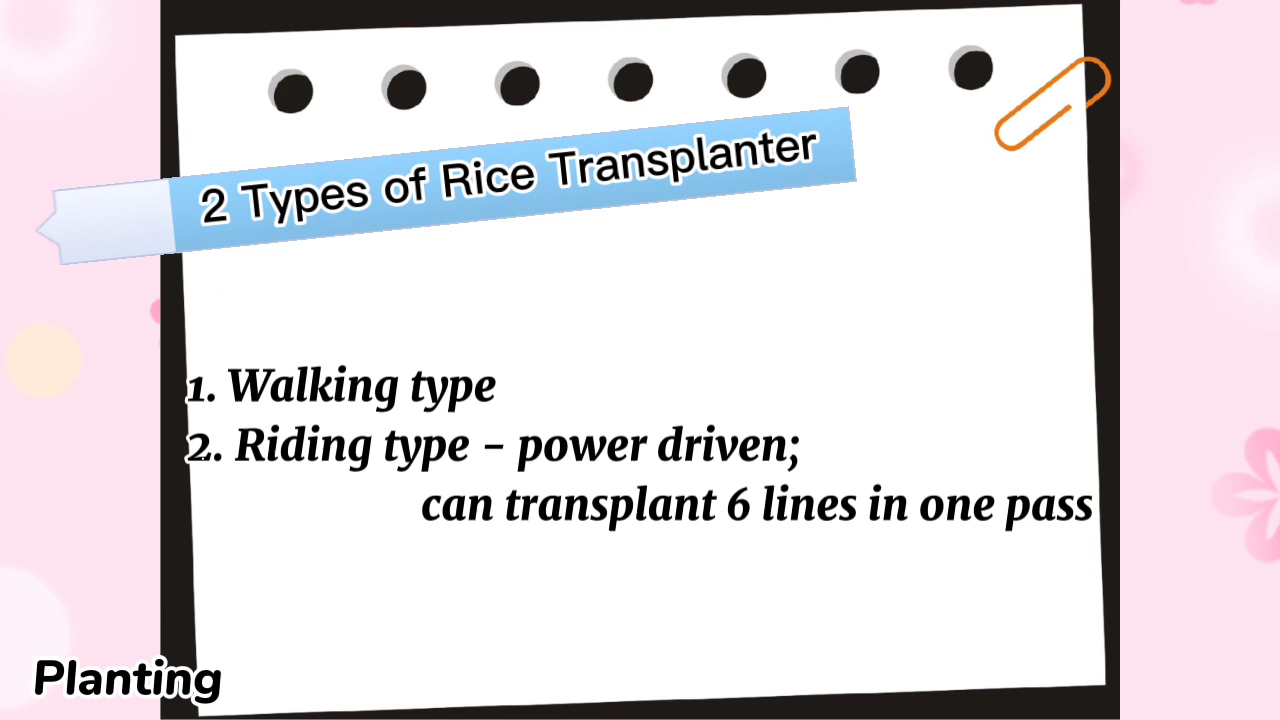 2 Types of Rice Transplanter
1. Walking type
2. Riding type – power driven;
can transplant 6 lines in one pass
Planting